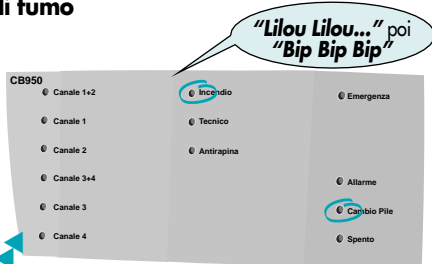 di fumo
“Lilou Lilou...” poi
“Bip Bip Bip”
CB950
Canale 1+2
Canale 1
Canale 2
Canale 3+4
Canale 3
Canale 4
Incendio
Tecnico
Antirapina
Emergenza
Allarme
Cambio Pile
Spento